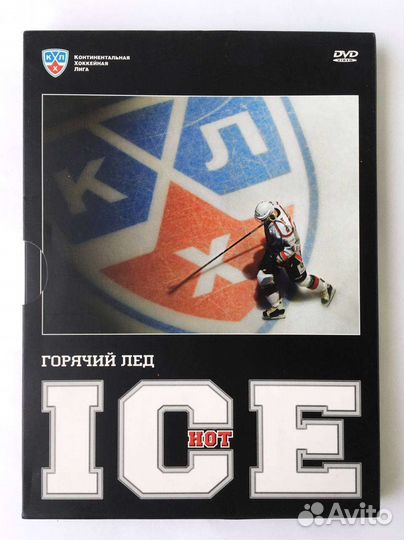 КХЛ
КОНТИНЕНТАЛЬНАЯ
ХОККЕЙНАЯ
ЛИГА
DVD
VIDEO
К Л
Х
ГОРЯЧИЙ ЛЕД
ICE
HOT
Avito